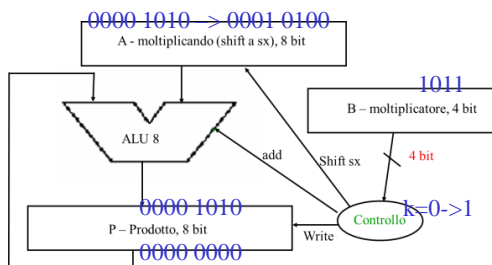 0000 1010 –> 0001 0100
A - moltiplicando (shift a sx), 8 bit
1011
B – moltiplicatore, 4 bit
ALU 8
add
Shift sx
4 bit
0000 1010
P – Prodotto, 8 bit
0000 0000
Write
Controllo
k=0->1